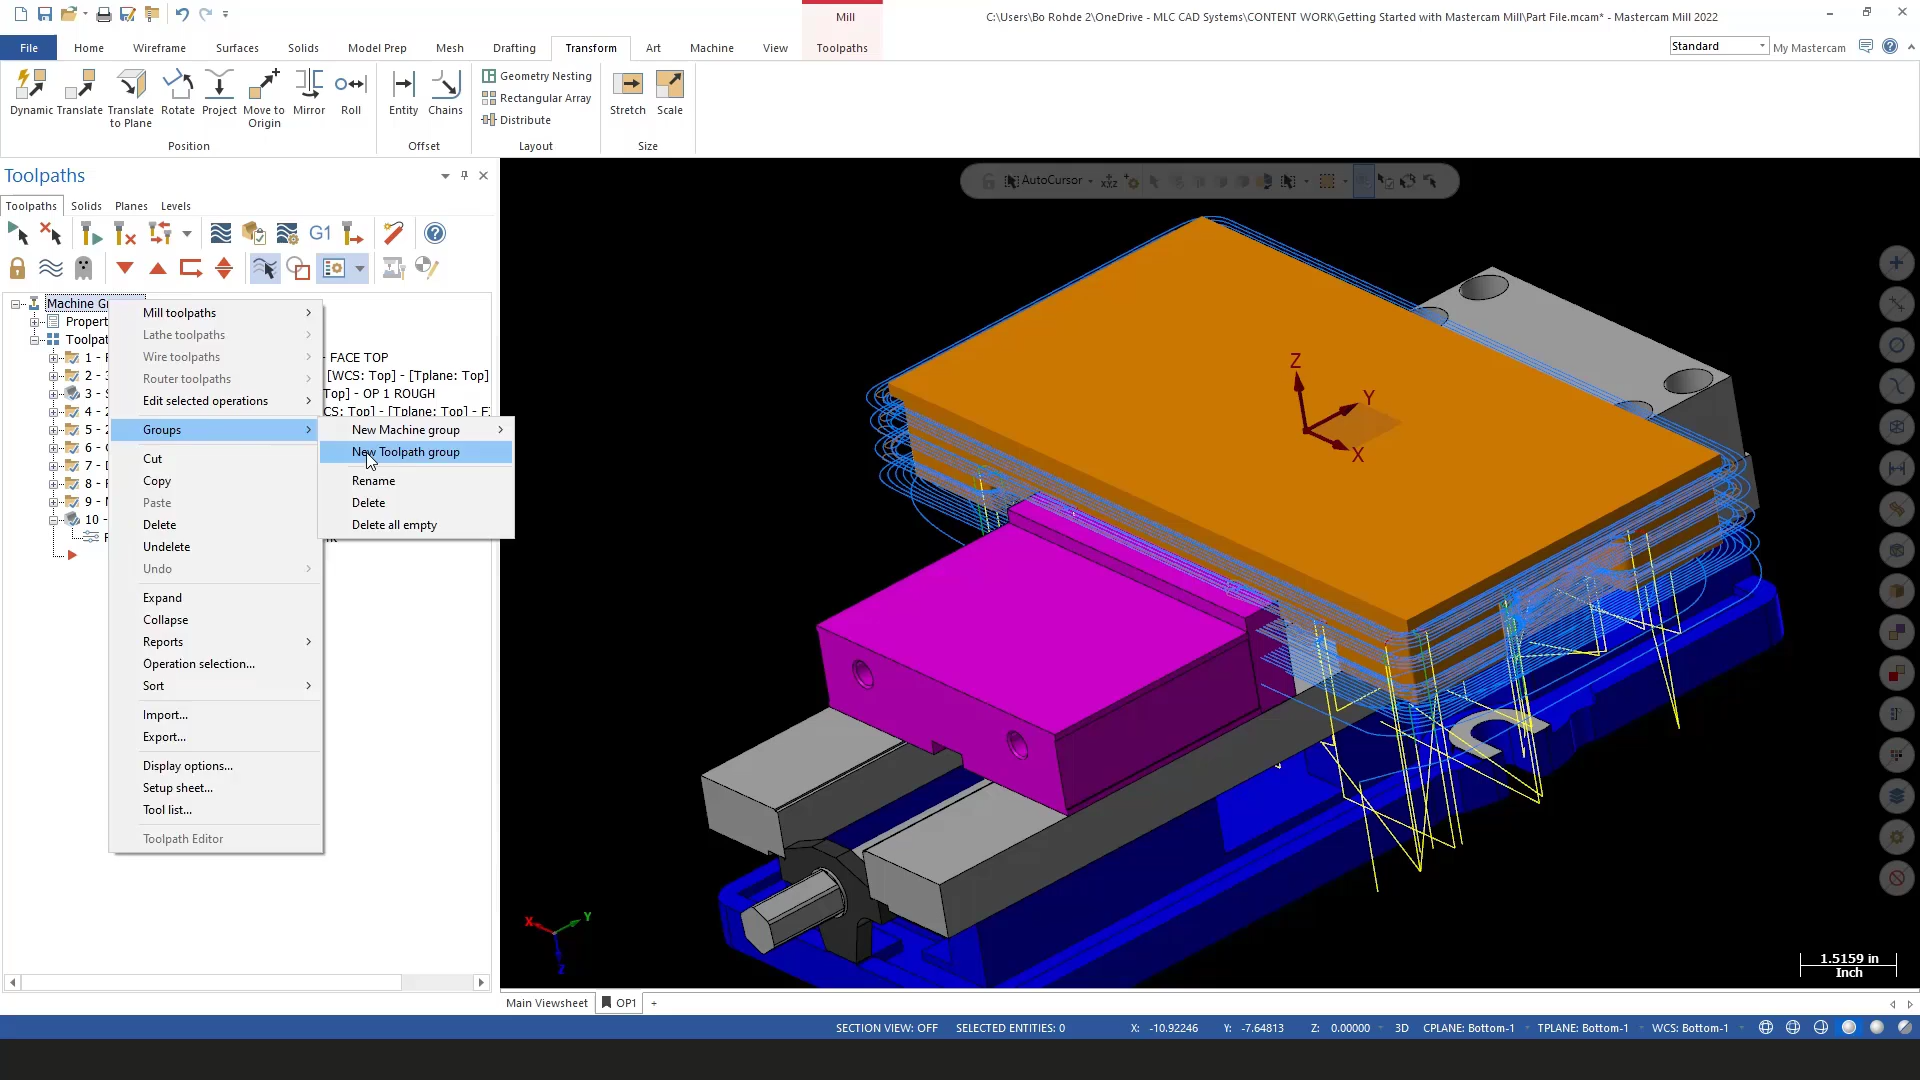 Mill
C:\Users\Bo Rohde 2\OneDrive - MLC CAD Systems\CONTENT WORK\Getting Started with Mastercam Mill\Part File.mcam* - Mastercam Mill 2022
File Home Wireframe Surfaces Solids Model Prep Mesh Drafting Transform Art Machine View Toolpaths
Standard My Mastercam
Dynamic Translate Translate to Plane Rotate Project Move to Origin Mirror Roll
Position
Entity Chains
Offset
Geometry Nesting
Rectangular Array
Distribute
Layout
Stretch Scale
Size
Toolpaths
Toolpaths Solids Planes Levels
G1
AutoCursor
Machine Gr
Propert
Toolpat
1 - F
- FACE TOP
2 - 3
[WCS: Top] - [Tplane: Top]
3 - S
Top] - OP 1 ROUGH
4 - 2
CS: Top] - [Tplane: Top] - F
5 - 2
6 - C
7 - D
8 - F
9 - M
10 -
Mill toolpaths
Lathe toolpaths
Wire toolpaths
Router toolpaths
Edit selected operations
Groups
Cut
Copy
Paste
Delete
Undelete
Undo
Expand
Collapse
Reports
Operation selection...
Sort
Import...
Export...
Display options...
Setup sheet...
Tool list...
Toolpath Editor
New Machine group
New Toolpath group
Rename
Delete
Delete all empty
Z
Y
X
X
Y
Z
1.5159 in
Inch
Main Viewsheet OP1 +
SECTION VIEW: OFF SELECTED ENTITIES: 0 X: -10.92246 Y: -7.64813 Z: 0.00000 3D CPLANE: Bottom-1 TPLANE: Bottom-1 WCS: Bottom-1